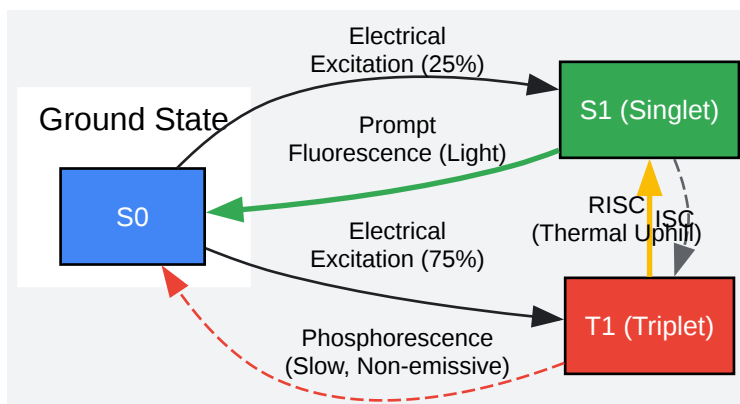 Electrical
Excitation (25%)
S1 (Singlet)
Ground State
Prompt
Fluorescence (Light)
S0
RISC
(Thermal Uphill)
ISC
Electrical
Excitation (75%)
Phosphorescence
(Slow, Non-emissive)
T1 (Triplet)